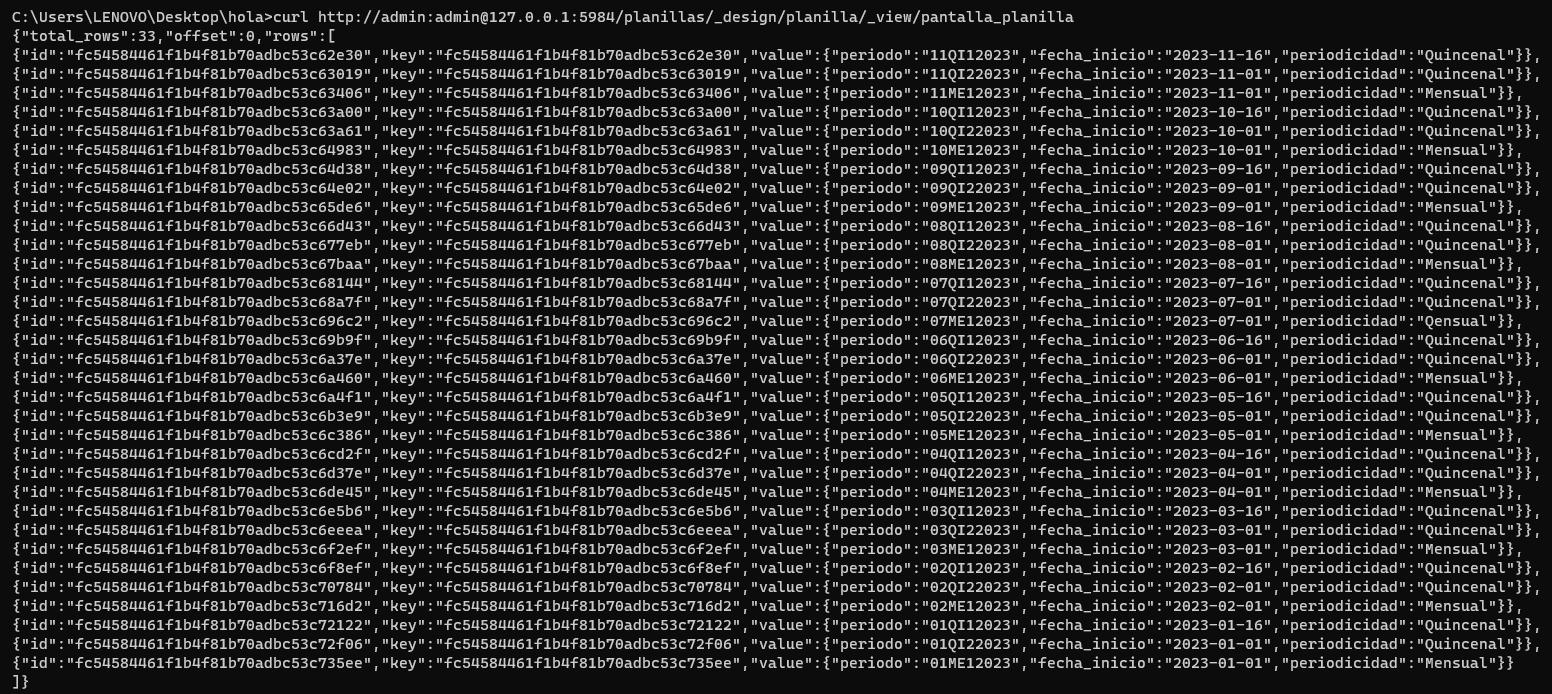 C:\Users\LENOVO\Desktop\hola>curl http://admin:admin@127.0.0.1:5984/planillas/_design/planilla/_view/pantalla_planilla
{"total_rows":33,"offset":0,"rows":[
{"id":"fc54584461f1b4f81b70adbc53c62e30","key":"fc54584461f1b4f81b70adbc53c62e30","value":{"periodo":"11QI12023","fecha_inicio":"2023-11-16","periodicidad":"Quincenal"}},
{"id":"fc54584461f1b4f81b70adbc53c63019","key":"fc54584461f1b4f81b70adbc53c63019","value":{"periodo":"11QI22023","fecha_inicio":"2023-11-01","periodicidad":"Quincenal"}},
{"id":"fc54584461f1b4f81b70adbc53c63406","key":"fc54584461f1b4f81b70adbc53c63406","value":{"periodo":"11ME12023","fecha_inicio":"2023-11-01","periodicidad":"Mensual"}},
{"id":"fc54584461f1b4f81b70adbc53c63a00","key":"fc54584461f1b4f81b70adbc53c63a00","value":{"periodo":"10QI12023","fecha_inicio":"2023-10-16","periodicidad":"Quincenal"}},
{"id":"fc54584461f1b4f81b70adbc53c63a61","key":"fc54584461f1b4f81b70adbc53c63a61","value":{"periodo":"10QI22023","fecha_inicio":"2023-10-01","periodicidad":"Quincenal"}},
{"id":"fc54584461f1b4f81b70adbc53c64983","key":"fc54584461f1b4f81b70adbc53c64983","value":{"periodo":"10ME12023","fecha_inicio":"2023-10-01","periodicidad":"Mensual"}},
{"id":"fc54584461f1b4f81b70adbc53c64d38","key":"fc54584461f1b4f81b70adbc53c64d38","value":{"periodo":"09QI12023","fecha_inicio":"2023-09-16","periodicidad":"Quincenal"}},
{"id":"fc54584461f1b4f81b70adbc53c64e02","key":"fc54584461f1b4f81b70adbc53c64e02","value":{"periodo":"09QI22023","fecha_inicio":"2023-09-01","periodicidad":"Quincenal"}},
{"id":"fc54584461f1b4f81b70adbc53c65de6","key":"fc54584461f1b4f81b70adbc53c65de6","value":{"periodo":"09ME12023","fecha_inicio":"2023-09-01","periodicidad":"Mensual"}},
{"id":"fc54584461f1b4f81b70adbc53c66d43","key":"fc54584461f1b4f81b70adbc53c66d43","value":{"periodo":"08QI12023","fecha_inicio":"2023-08-16","periodicidad":"Quincenal"}},
{"id":"fc54584461f1b4f81b70adbc53c677eb","key":"fc54584461f1b4f81b70adbc53c677eb","value":{"periodo":"08QI22023","fecha_inicio":"2023-08-01","periodicidad":"Quincenal"}},
{"id":"fc54584461f1b4f81b70adbc53c67baa","key":"fc54584461f1b4f81b70adbc53c67baa","value":{"periodo":"08ME12023","fecha_inicio":"2023-08-01","periodicidad":"Mensual"}},
{"id":"fc54584461f1b4f81b70adbc53c68144","key":"fc54584461f1b4f81b70adbc53c68144","value":{"periodo":"07QI12023","fecha_inicio":"2023-07-16","periodicidad":"Quincenal"}},
{"id":"fc54584461f1b4f81b70adbc53c68a7f","key":"fc54584461f1b4f81b70adbc53c68a7f","value":{"periodo":"07QI22023","fecha_inicio":"2023-07-01","periodicidad":"Quincenal"}},
{"id":"fc54584461f1b4f81b70adbc53c696c2","key":"fc54584461f1b4f81b70adbc53c696c2","value":{"periodo":"07ME12023","fecha_inicio":"2023-07-01","periodicidad":"Qensual"}},
{"id":"fc54584461f1b4f81b70adbc53c69b9f","key":"fc54584461f1b4f81b70adbc53c69b9f","value":{"periodo":"06QI12023","fecha_inicio":"2023-06-16","periodicidad":"Quincenal"}},
{"id":"fc54584461f1b4f81b70adbc53c6a37e","key":"fc54584461f1b4f81b70adbc53c6a37e","value":{"periodo":"06QI22023","fecha_inicio":"2023-06-01","periodicidad":"Quincenal"}},
{"id":"fc54584461f1b4f81b70adbc53c6a460","key":"fc54584461f1b4f81b70adbc53c6a460","value":{"periodo":"06ME12023","fecha_inicio":"2023-06-01","periodicidad":"Mensual"}},
{"id":"fc54584461f1b4f81b70adbc53c6a4f1","key":"fc54584461f1b4f81b70adbc53c6a4f1","value":{"periodo":"05QI12023","fecha_inicio":"2023-05-16","periodicidad":"Quincenal"}},
{"id":"fc54584461f1b4f81b70adbc53c6b3e9","key":"fc54584461f1b4f81b70adbc53c6b3e9","value":{"periodo":"05QI22023","fecha_inicio":"2023-05-01","periodicidad":"Quincenal"}},
{"id":"fc54584461f1b4f81b70adbc53c6c386","key":"fc54584461f1b4f81b70adbc53c6c386","value":{"periodo":"05ME12023","fecha_inicio":"2023-05-01","periodicidad":"Mensual"}},
{"id":"fc54584461f1b4f81b70adbc53c6cd2f","key":"fc54584461f1b4f81b70adbc53c6cd2f","value":{"periodo":"04QI12023","fecha_inicio":"2023-04-16","periodicidad":"Quincenal"}},
{"id":"fc54584461f1b4f81b70adbc53c6d37e","key":"fc54584461f1b4f81b70adbc53c6d37e","value":{"periodo":"04QI22023","fecha_inicio":"2023-04-01","periodicidad":"Quincenal"}},
{"id":"fc54584461f1b4f81b70adbc53c6de45","key":"fc54584461f1b4f81b70adbc53c6de45","value":{"periodo":"04ME12023","fecha_inicio":"2023-04-01","periodicidad":"Mensual"}},
{"id":"fc54584461f1b4f81b70adbc53c6e5b6","key":"fc54584461f1b4f81b70adbc53c6e5b6","value":{"periodo":"03QI12023","fecha_inicio":"2023-03-16","periodicidad":"Quincenal"}},
{"id":"fc54584461f1b4f81b70adbc53c6eeea","key":"fc54584461f1b4f81b70adbc53c6eeea","value":{"periodo":"03QI22023","fecha_inicio":"2023-03-01","periodicidad":"Quincenal"}},
{"id":"fc54584461f1b4f81b70adbc53c6f2ef","key":"fc54584461f1b4f81b70adbc53c6f2ef","value":{"periodo":"03ME12023","fecha_inicio":"2023-03-01","periodicidad":"Mensual"}},
{"id":"fc54584461f1b4f81b70adbc53c6f8ef","key":"fc54584461f1b4f81b70adbc53c6f8ef","value":{"periodo":"02QI12023","fecha_inicio":"2023-02-16","periodicidad":"Quincenal"}},
{"id":"fc54584461f1b4f81b70adbc53c70784","key":"fc54584461f1b4f81b70adbc53c70784","value":{"periodo":"02QI22023","fecha_inicio":"2023-02-01","periodicidad":"Quincenal"}},
{"id":"fc54584461f1b4f81b70adbc53c716d2","key":"fc54584461f1b4f81b70adbc53c716d2","value":{"periodo":"02ME12023","fecha_inicio":"2023-02-01","periodicidad":"Mensual"}},
{"id":"fc54584461f1b4f81b70adbc53c72122","key":"fc54584461f1b4f81b70adbc53c72122","value":{"periodo":"01QI12023","fecha_inicio":"2023-01-16","periodicidad":"Quincenal"}},
{"id":"fc54584461f1b4f81b70adbc53c72f06","key":"fc54584461f1b4f81b70adbc53c72f06","value":{"periodo":"01QI22023","fecha_inicio":"2023-01-01","periodicidad":"Quincenal"}},
{"id":"fc54584461f1b4f81b70adbc53c735ee","key":"fc54584461f1b4f81b70adbc53c735ee","value":{"periodo":"01ME12023","fecha_inicio":"2023-01-01","periodicidad":"Mensual"}}
]}